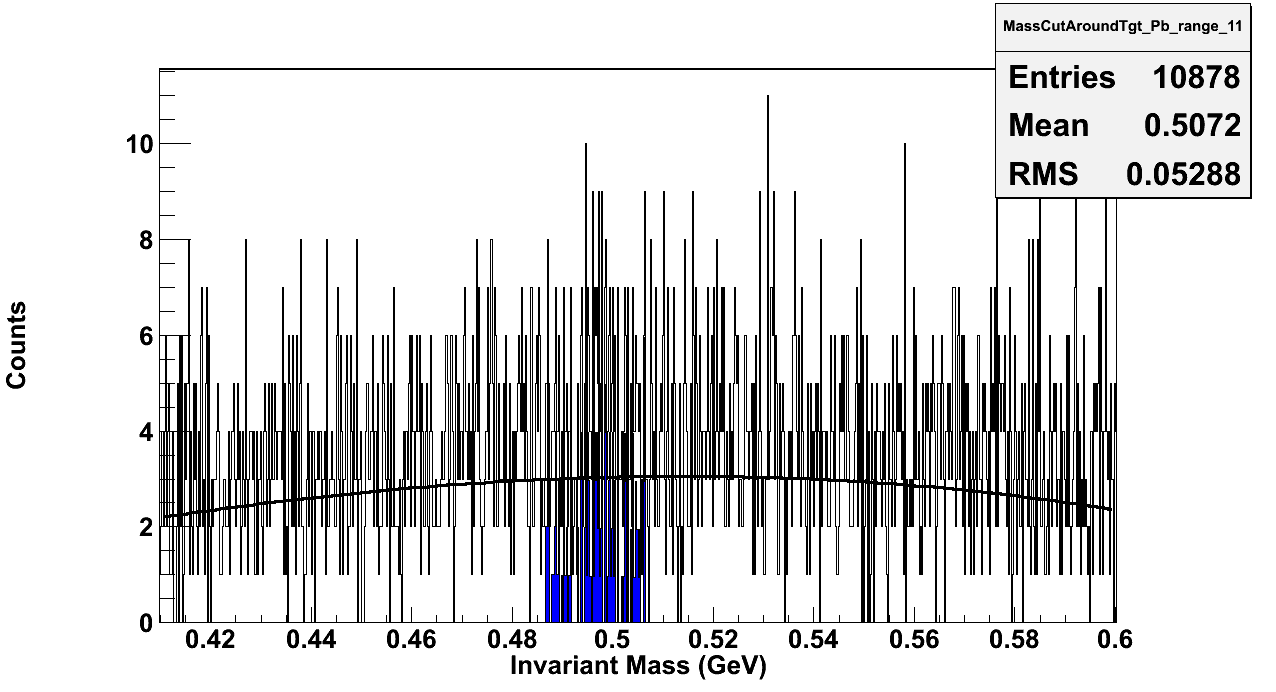 MassCutAroundTgt_Pb_range_11
Entries 10878
Mean 0.5072
RMS 0.05288
Counts
10
8
6
4
2
0
0.42 0.44 0.46 0.48 0.5 0.52 0.54 0.56 0.58 0.6
Invariant Mass (GeV)